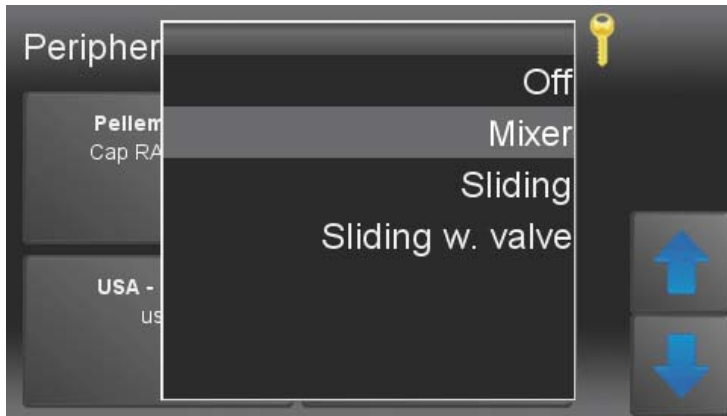 Peripher
Off
Mixer
Sliding
Sliding w. valve
Pellem
Cap RA
USA -
us